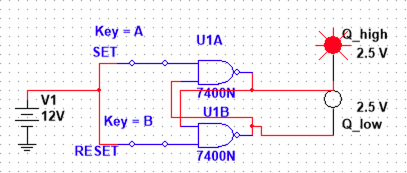 Key = A
SET
U1A
7400N
Q_high
2.5 V
V1
12V
Key = B
RESET
U1B
7400N
2.5 V
Q_low